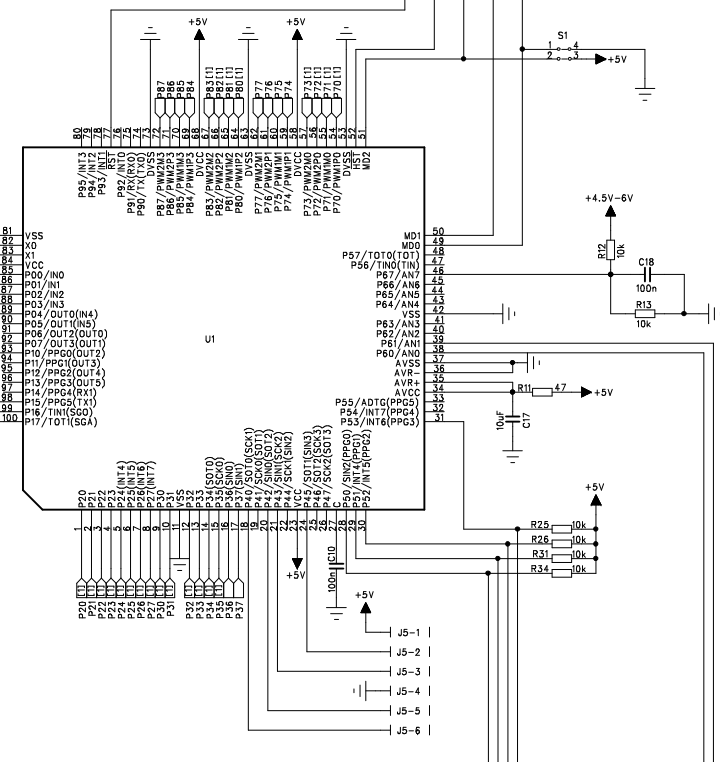 +5V +5V
S1
1 4
2 3 +5V
P87 P86 P85 P84 P83[1] P82[1] P81[1] P80[1] P77 P76 P75 P74 P73[1] P72[1] P71[1] P70[1]
80 79 78 77 76 75 74 73 72 71 70 69 68 67 66 65 64 63 62 61 60 59 58 57 56 55 54 53 52 51
P95/INT3
P94/INT2
P93/INT1
RST
P92/INT0
P91/RX(RX0)
P90/TX(TX0)
DVSS
P87/PWM2M3
P86/PWM2P3
P85/PWM1M3
P84/PWM1P3
DVCC
P83/PWM2M2
P82/PWM2P2
P81/PWM1M2
P80/PWM1P2
DVSS
P77/PWM2M1
P76/PWM2P1
P75/PWM1M1
P74/PWM1P1
DVCC
P73/PWM2M0
P72/PWM2P0
P71/PWM1M0
P70/PWM1P0
DVSS
HST
MD2
81 VSS
82 X0
83 X1
84 VCC
85 P00/IN0
86 P01/IN1
87 P02/IN2
88 P03/IN3
89 P04/OUT0(IN4)
90 P05/OUT1(IN5)
91 P06/OUT2(OUT0)
92 P07/OUT3(OUT1)
93 P10/PPG0(OUT2)
94 P11/PPG1(OUT3)
95 P12/PPG2(OUT4)
96 P13/PPG3(OUT5)
97 P14/PPG4(RX1)
98 P15/PPG5(TX1)
99 P16/TIN1(SGO)
100 P17/TOT1(SGA)
U1
MD1 50
MD0 49
P57/TOT0(TOT) 48
P56/TIN0(TIN) 47
P67/AN7 46
P66/AN6 45
P65/AN5 44
P64/AN4 43
VSS 42
P63/AN3 41
P62/AN2 40
P61/AN1 39
P60/AN0 38
AVSS 37
AVR- 36
AVR+ 35
AVCC 34
P55/ADTG(PPG5) 33
P54/INT7(PPG4) 32
P53/INT6(PPG3) 31
+4.5V-6V
R12 10k
C18
100n
R13
10k
R11 47 +5V
10uF C17
+5V
R25 10k
R26 10k
R31 10k
R34 10k
P20
P21
P22
P23
P24(INT4)
P25(INT5)
P26(INT6)
P27(INT7)
P30
P31
VSS
P32
P33
P34(SOT0)
P35(SCK0)
P36(SIN0)
P37(SIN1)
P40/SOT0(SCK1)
P41/SCK0(SOT1)
P42/SIN0(SOT2)
P43/SIN1(SCK2)
P44/SCK1(SIN2)
VCC
P45/SOT1(SIN3)
P46/SOT2(SCK3)
P47/SCK2(SOT3)
C
P50/SIN2(PPG0)
P51/INT4(PPG1)
P52/INT5(PPG2)
1 2 3 4 5 6 7 8 9 10 11 12 13 14 15 16 17 18 19 20 21 22 23 24 25 26 27 28 29 30
P20[1] P21[1] P22[1] P23[1] P24[1] P25[1] P26[1] P27[1] P30[1] P31[1] P32[1] P33[1] P34[1] P35[1] P36 P37
+5V
100n C10
+5V
J5-1
J5-2
J5-3
J5-4
J5-5
J5-6